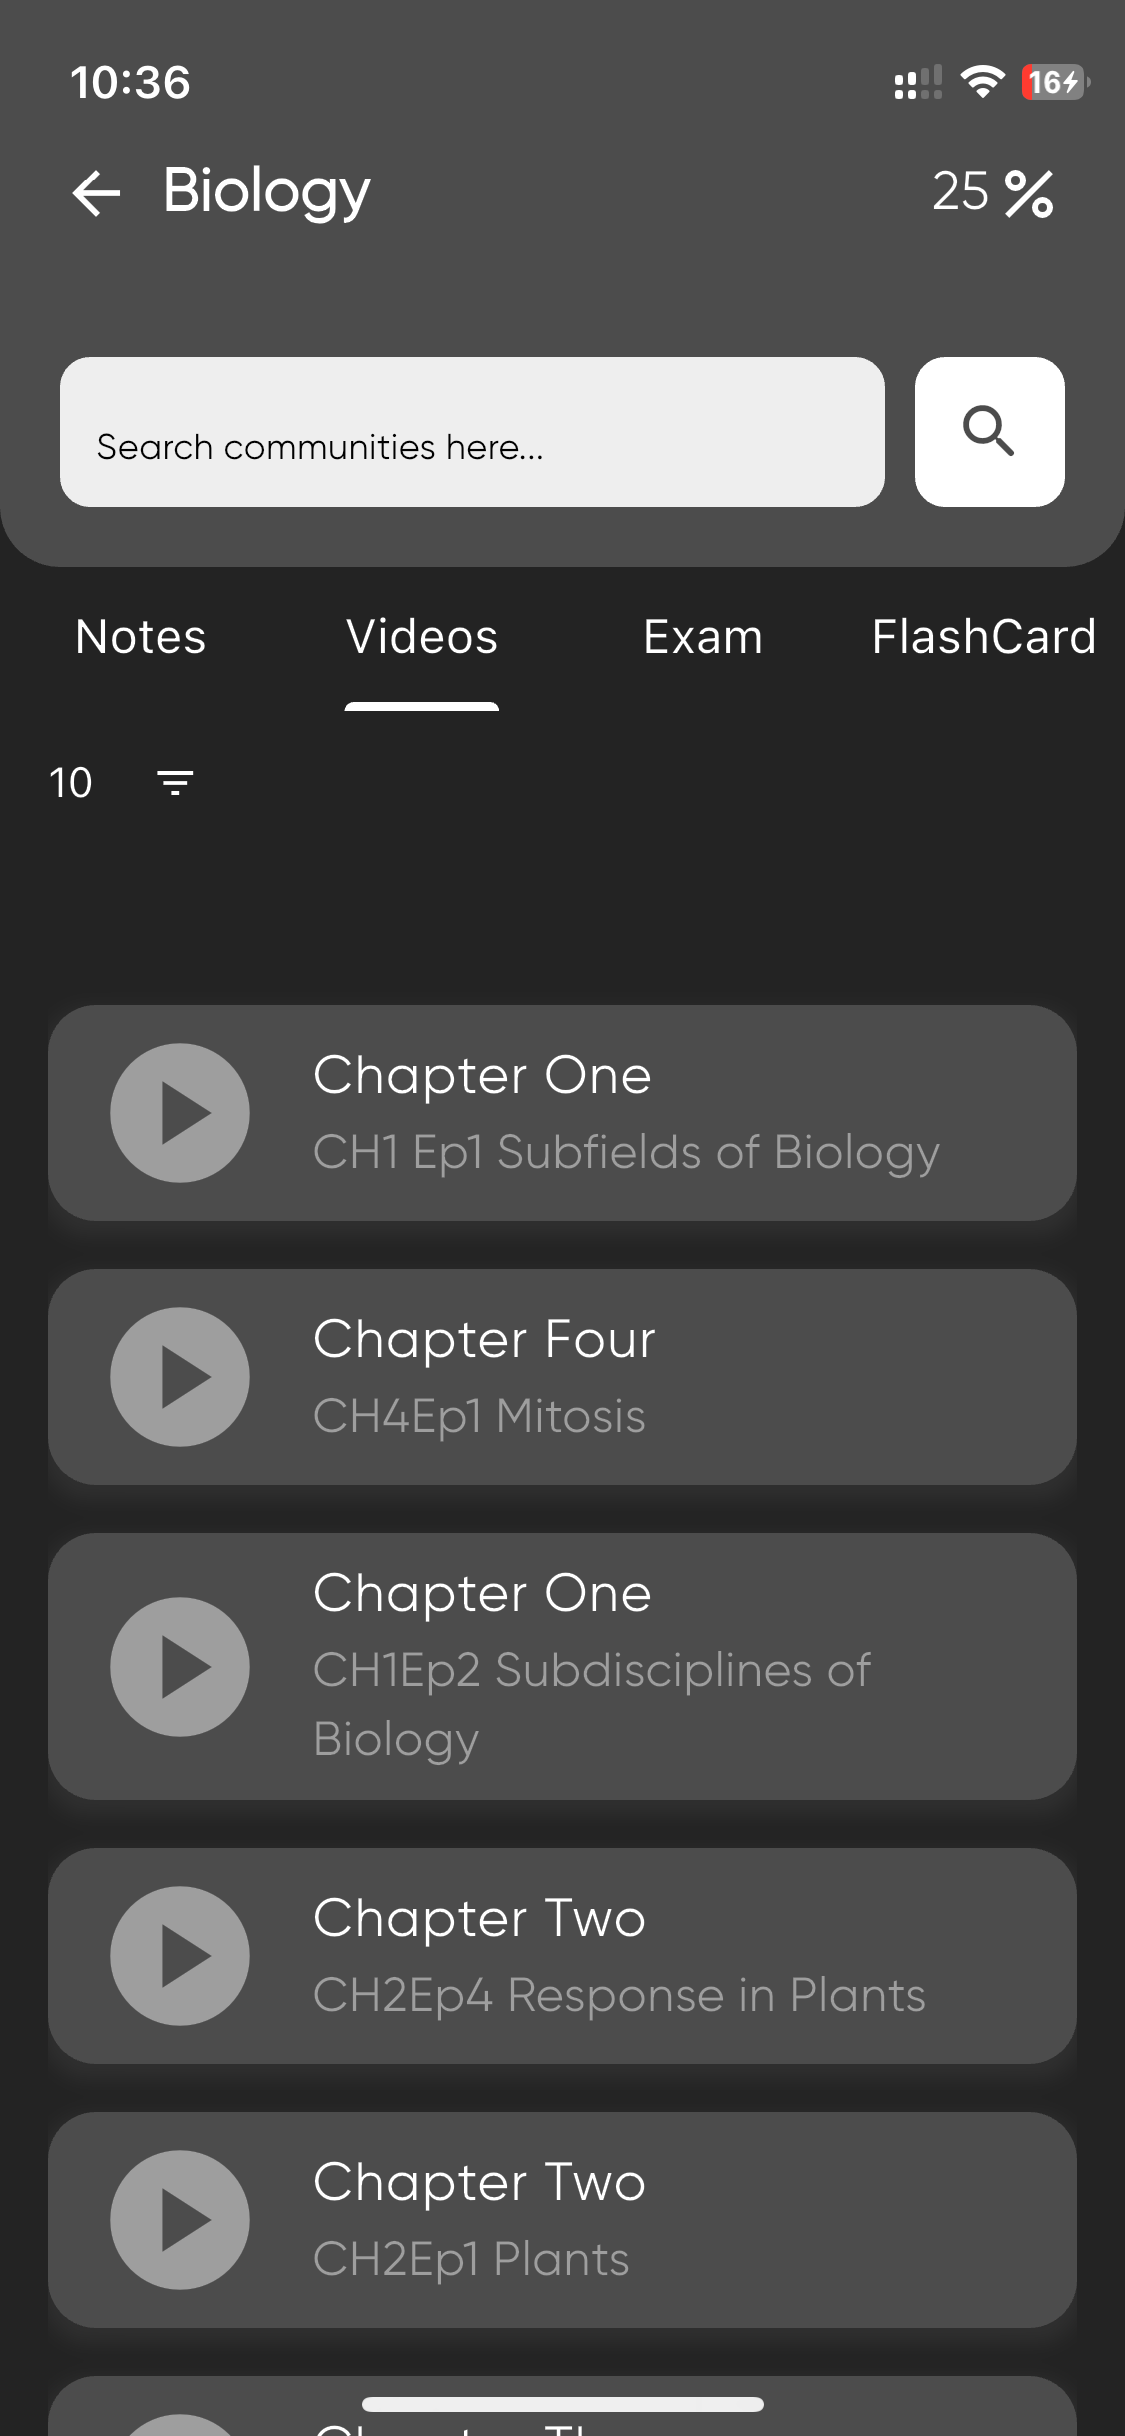 10:36
16
Biology
25 %
Search communities here...
Notes Videos Exam FlashCard
10
Chapter One
CH1 Ep1 Subfields of Biology
Chapter Four
CH4Ep1 Mitosis
Chapter One
CH1Ep2 Subdisciplines of
Biology
Chapter Two
CH2Ep4 Response in Plants
Chapter Two
CH2Ep1 Plants